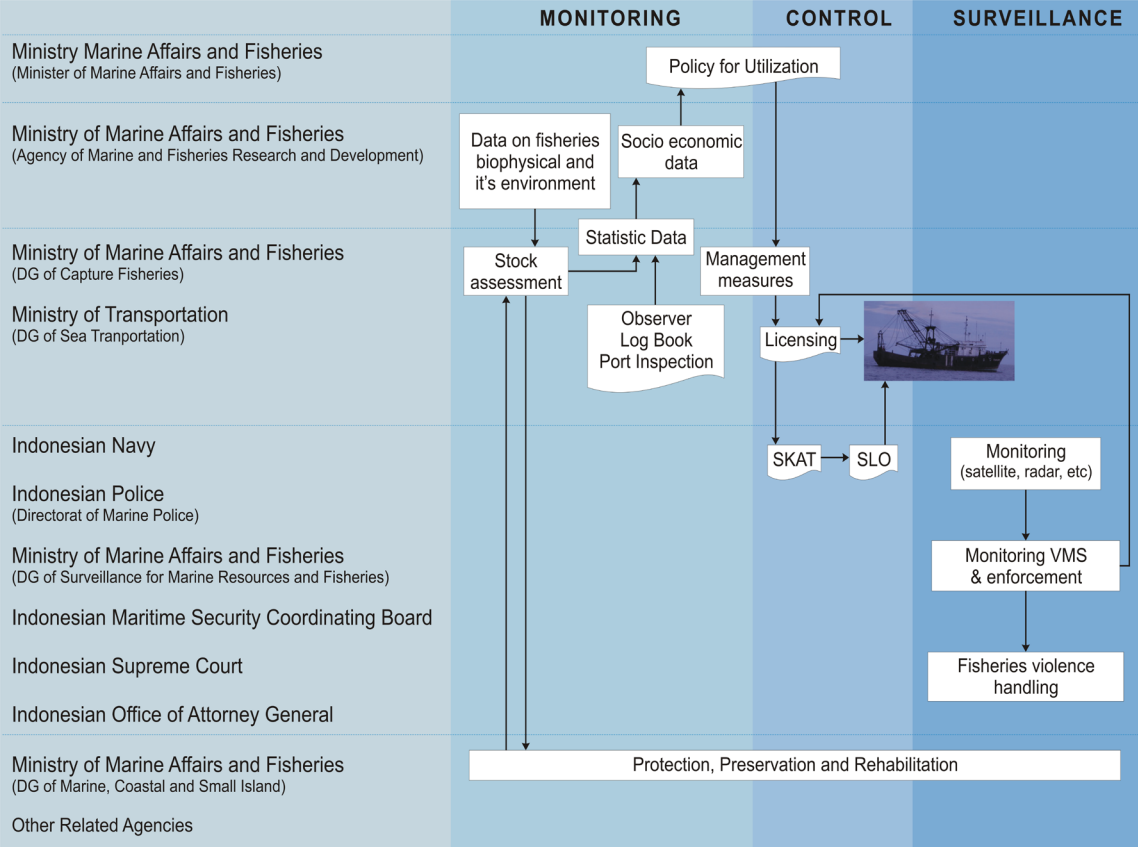 MONITORING
CONTROL
SURVEILLANCE
Ministry Marine Affairs and Fisheries
(Minister of Marine Affairs and Fisheries)
Policy for Utilization
Ministry of Marine Affairs and Fisheries
(Agency of Marine and Fisheries Research and Development)
Data on fisheries
biophysical and
it's environment
Socio economic
data
Ministry of Marine Affairs and Fisheries
(DG of Capture Fisheries)
Ministry of Transportation
(DG of Sea Tranportation)
Stock
assessment
Statistic Data
Observer
Log Book
Port Inspection
Management
measures
Licensing
Indonesian Navy
Indonesian Police
(Directorat of Marine Police)
Ministry of Marine Affairs and Fisheries
(DG of Surveillance for Marine Resources and Fisheries)
Indonesian Maritime Security Coordinating Board
Indonesian Supreme Court
Indonesian Office of Attorney General
SKAT
SLO
Monitoring
(satellite, radar, etc)
Monitoring VMS
& enforcement
Fisheries violence
handling
Ministry of Marine Affairs and Fisheries
(DG of Marine, Coastal and Small Island)
Other Related Agencies
Protection, Preservation and Rehabilitation